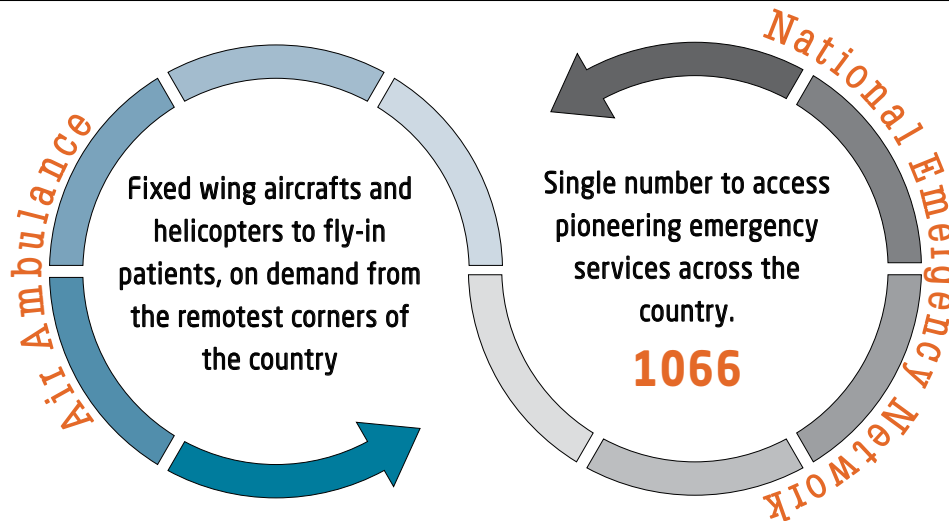 Air Ambulance
Fixed wing aircrafts and
helicopters to fly-in
patients, on demand from
the remotest corners of
the country
National Emergency Network
Single number to access
pioneering emergency
services across the
country.
1066